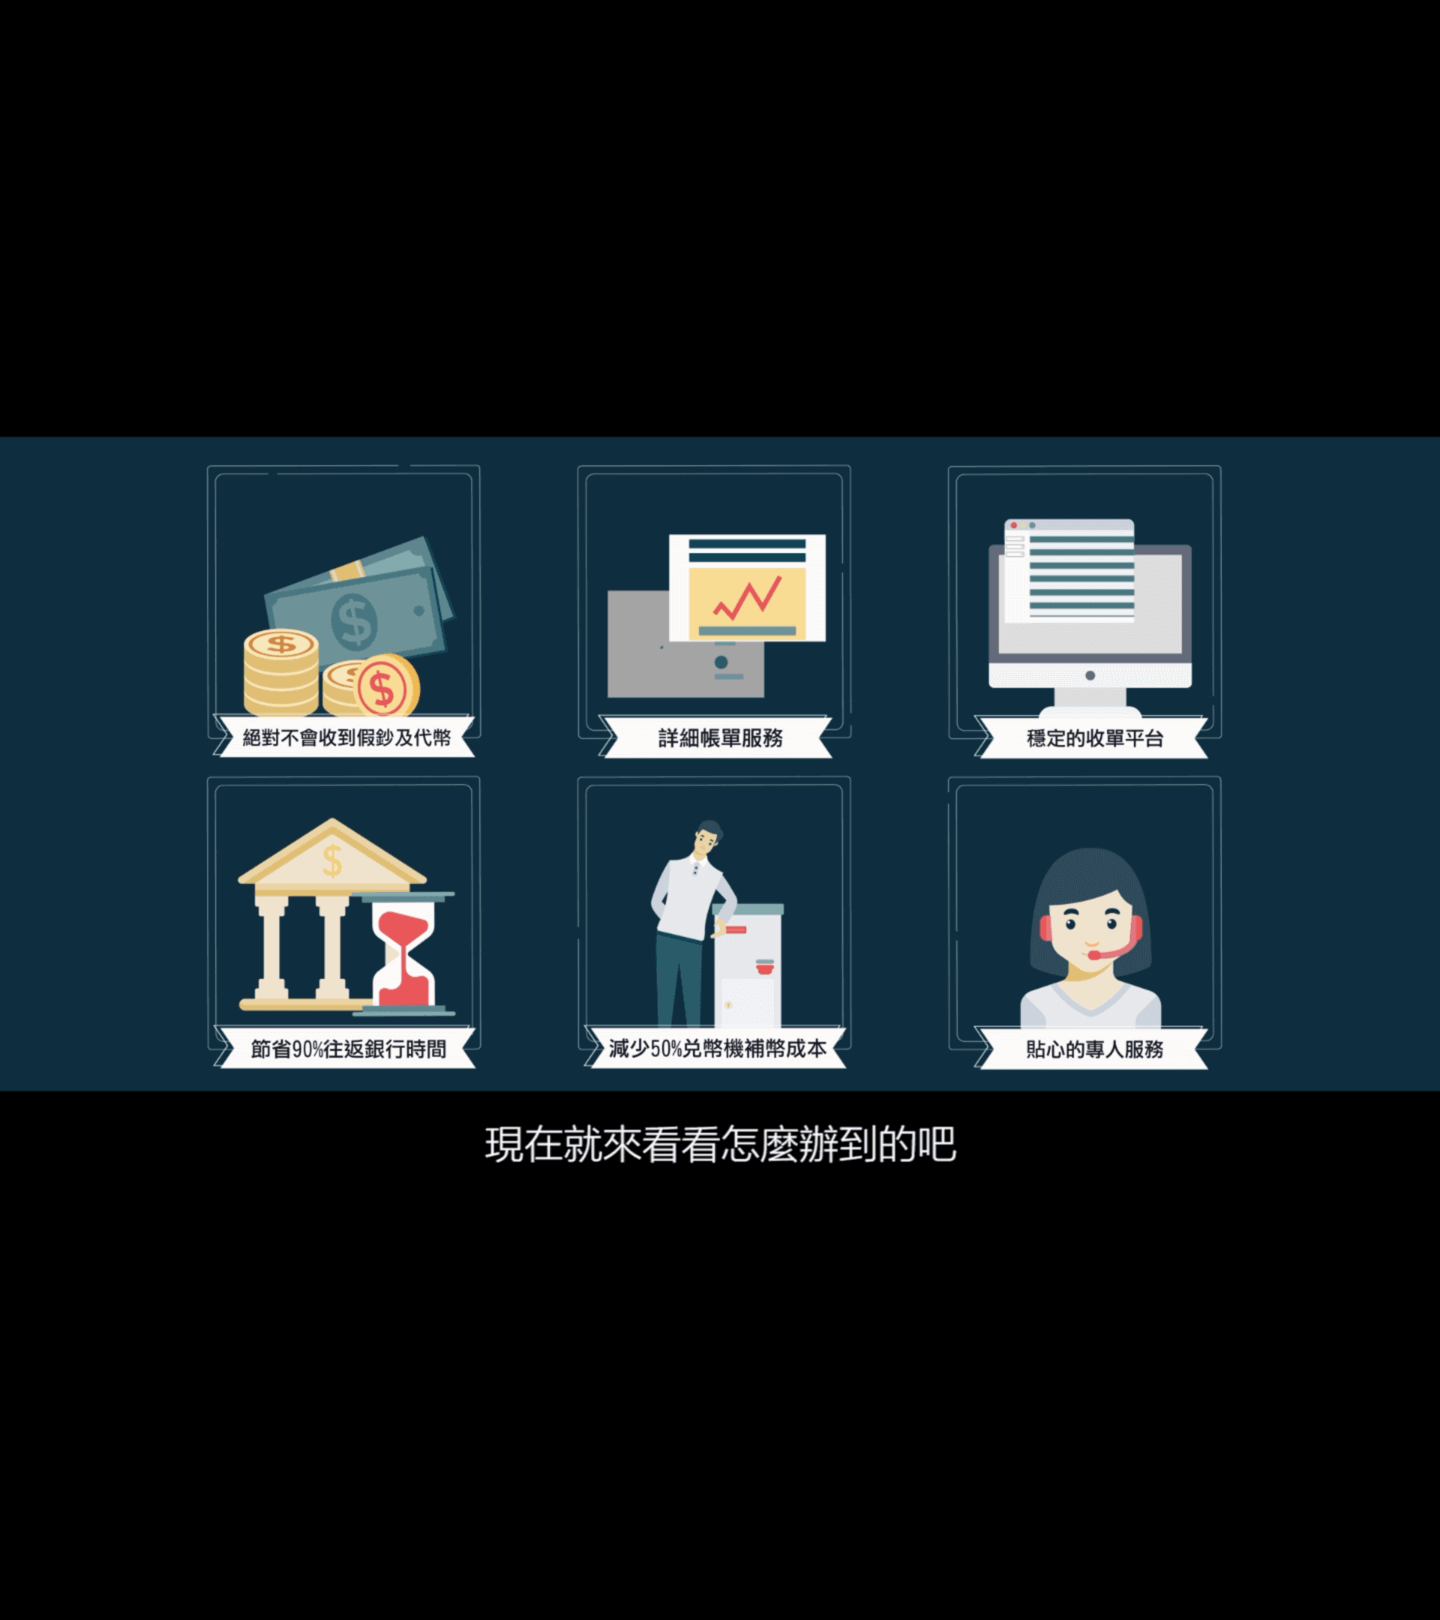 絕對不會收到假鈔及代幣
詳細帳單服務
穩定的收單平台
節省90%往返銀行時間
減少50%兌幣機補幣成本
貼心的專人服務
現在就來看看怎麼辦到的吧